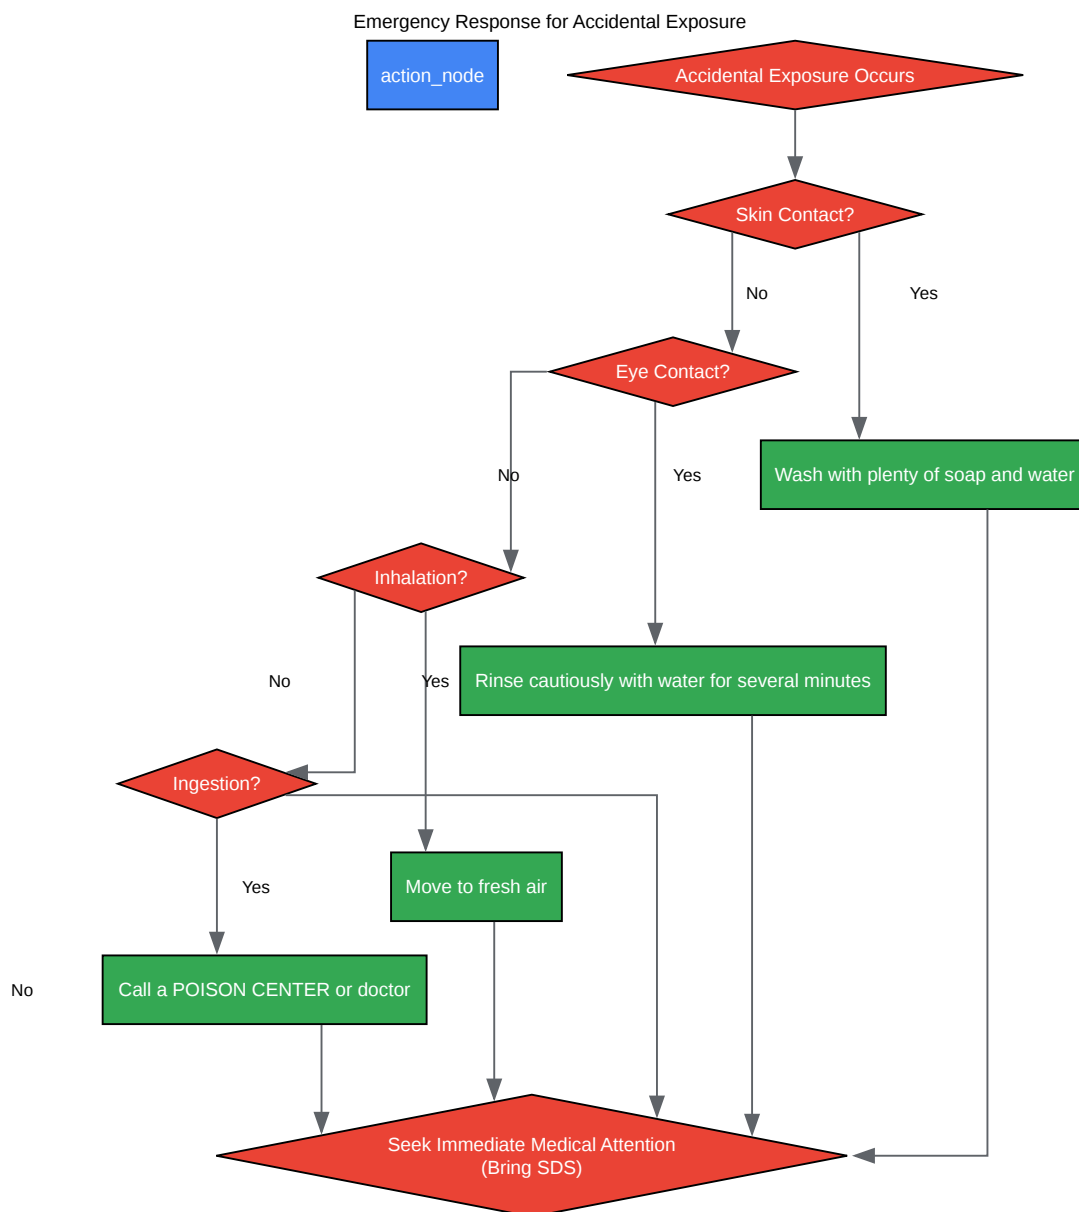 Emergency Response for Accidental Exposure
action_node
Accidental Exposure Occurs
Skin Contact?
No
Yes
Eye Contact?
No
Yes
Wash with plenty of soap and water
Inhalation?
No
Yes
Rinse cautiously with water for several minutes
Ingestion?
Yes
Move to fresh air
No
Call a POISON CENTER or doctor
Seek Immediate Medical Attention
(Bring SDS)